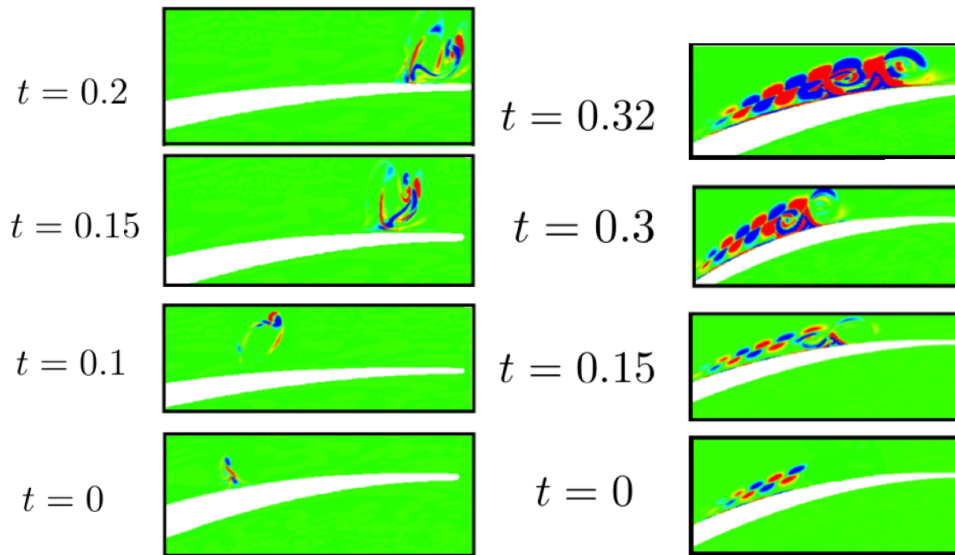 t = 0.2
t = 0.15
t = 0.1
t = 0
t = 0.32
t = 0.3
t = 0.15
t = 0